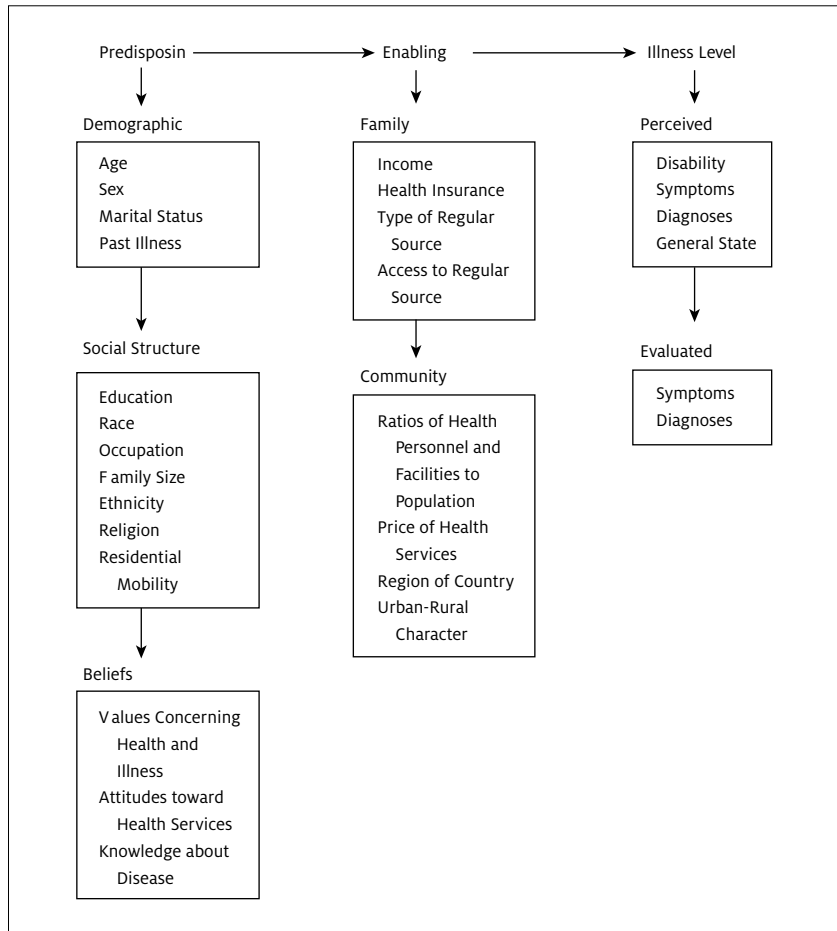 Predisposin
Enabling
Illness Level
Demographic
Age
Sex
Marital Status
Past Illness
Social Structure
Education
Race
Occupation
Family Size
Ethnicity
Religion
Residential
Mobility
Beliefs
Values Concerning
Health and
Illness
Attitudes toward
Health Services
Knowledge about
Disease
Family
Income
Health Insurance
Type of Regular
Source
Access to Regular
Source
Community
Ratios of Health
Personnel and
Facilities to
Population
Price of Health
Services
Region of Country
Urban-Rural
Character
Perceived
Disability
Symptoms
Diagnoses
General State
Evaluated
Symptoms
Diagnoses